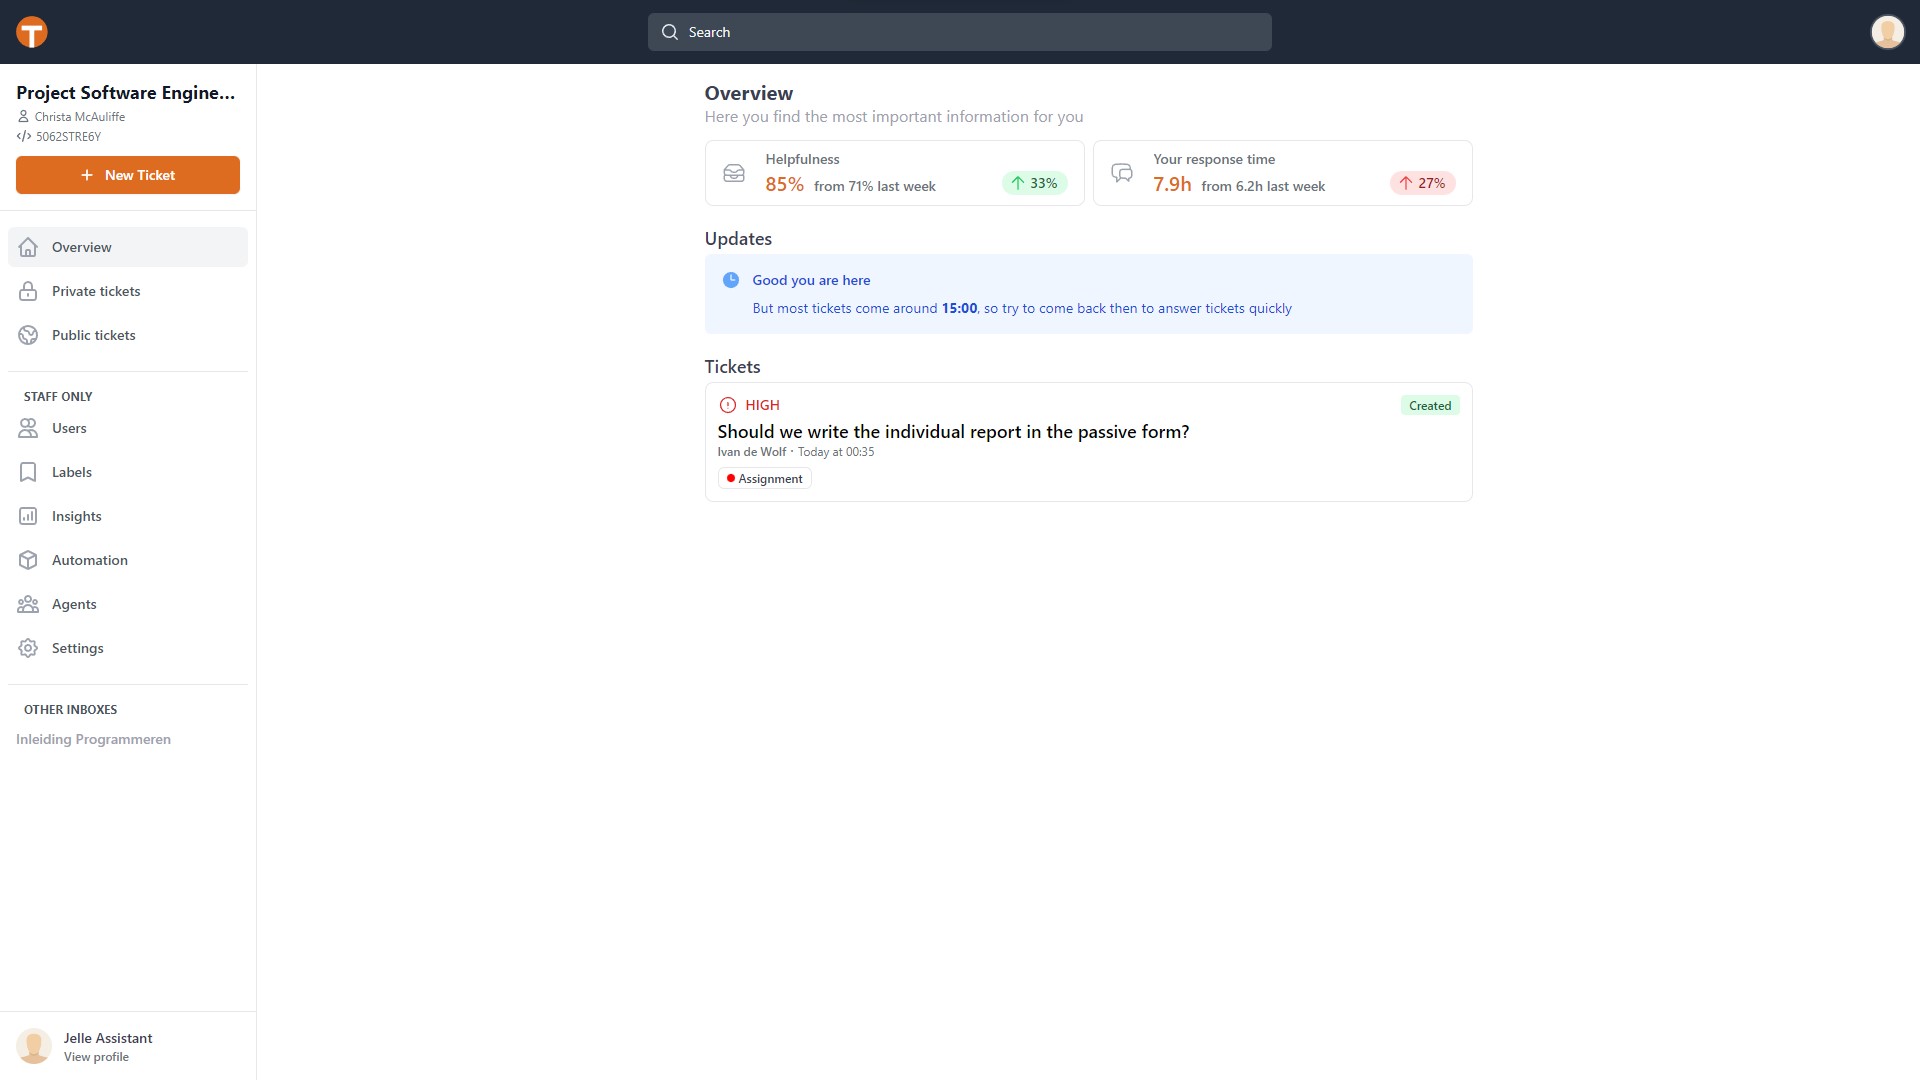 T
Search
Project Software Engine...
Christa McAuliffe
5062STRE6Y
+ New Ticket
Overview
Private tickets
Public tickets
STAFF ONLY
Users
Labels
Insights
Automation
Agents
Settings
OTHER INBOXES
Inleiding Programmeren
Jelle Assistant
View profile
Overview
Here you find the most important information for you
Helpfulness
85% from 71% last week
33%
Your response time
7.9h from 6.2h last week
27%
Updates
Good you are here
But most tickets come around 15:00, so try to come back then to answer tickets quickly
Tickets
HIGH
Created
Should we write the individual report in the passive form?
Ivan de Wolf · Today at 00:35
Assignment